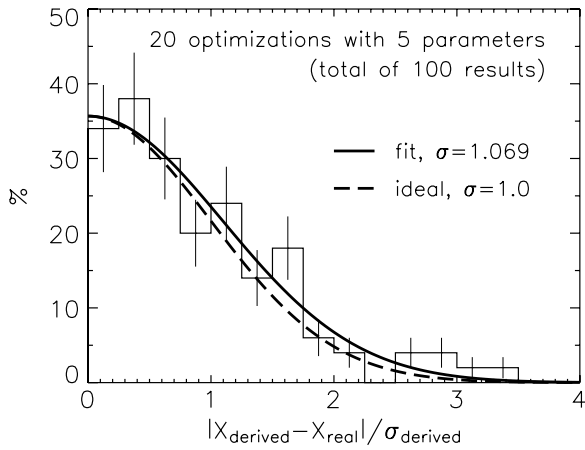 20 optimizations with 5 parameters
(total of 100 results)
fit, σ=1.069
ideal, σ=1.0
%
50
40
30
20
10
0
0 1 2 3 4
|X_derived−X_real|/σ_derived